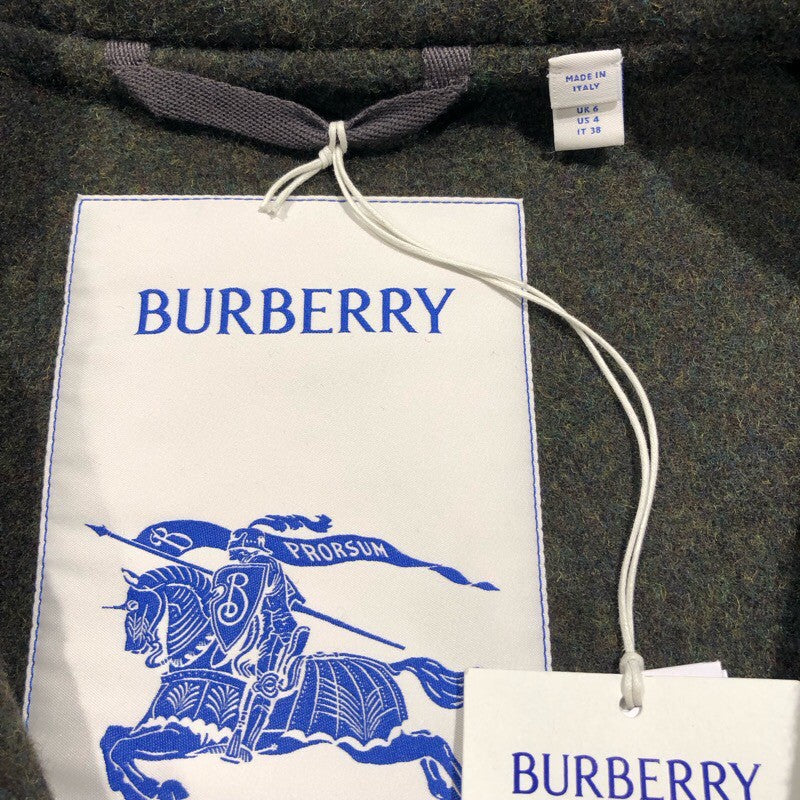 MADE IN
ITALY
UK 6
US 4
IT 38
BURBERRY
B
PRORSUM
B
BURBERRY